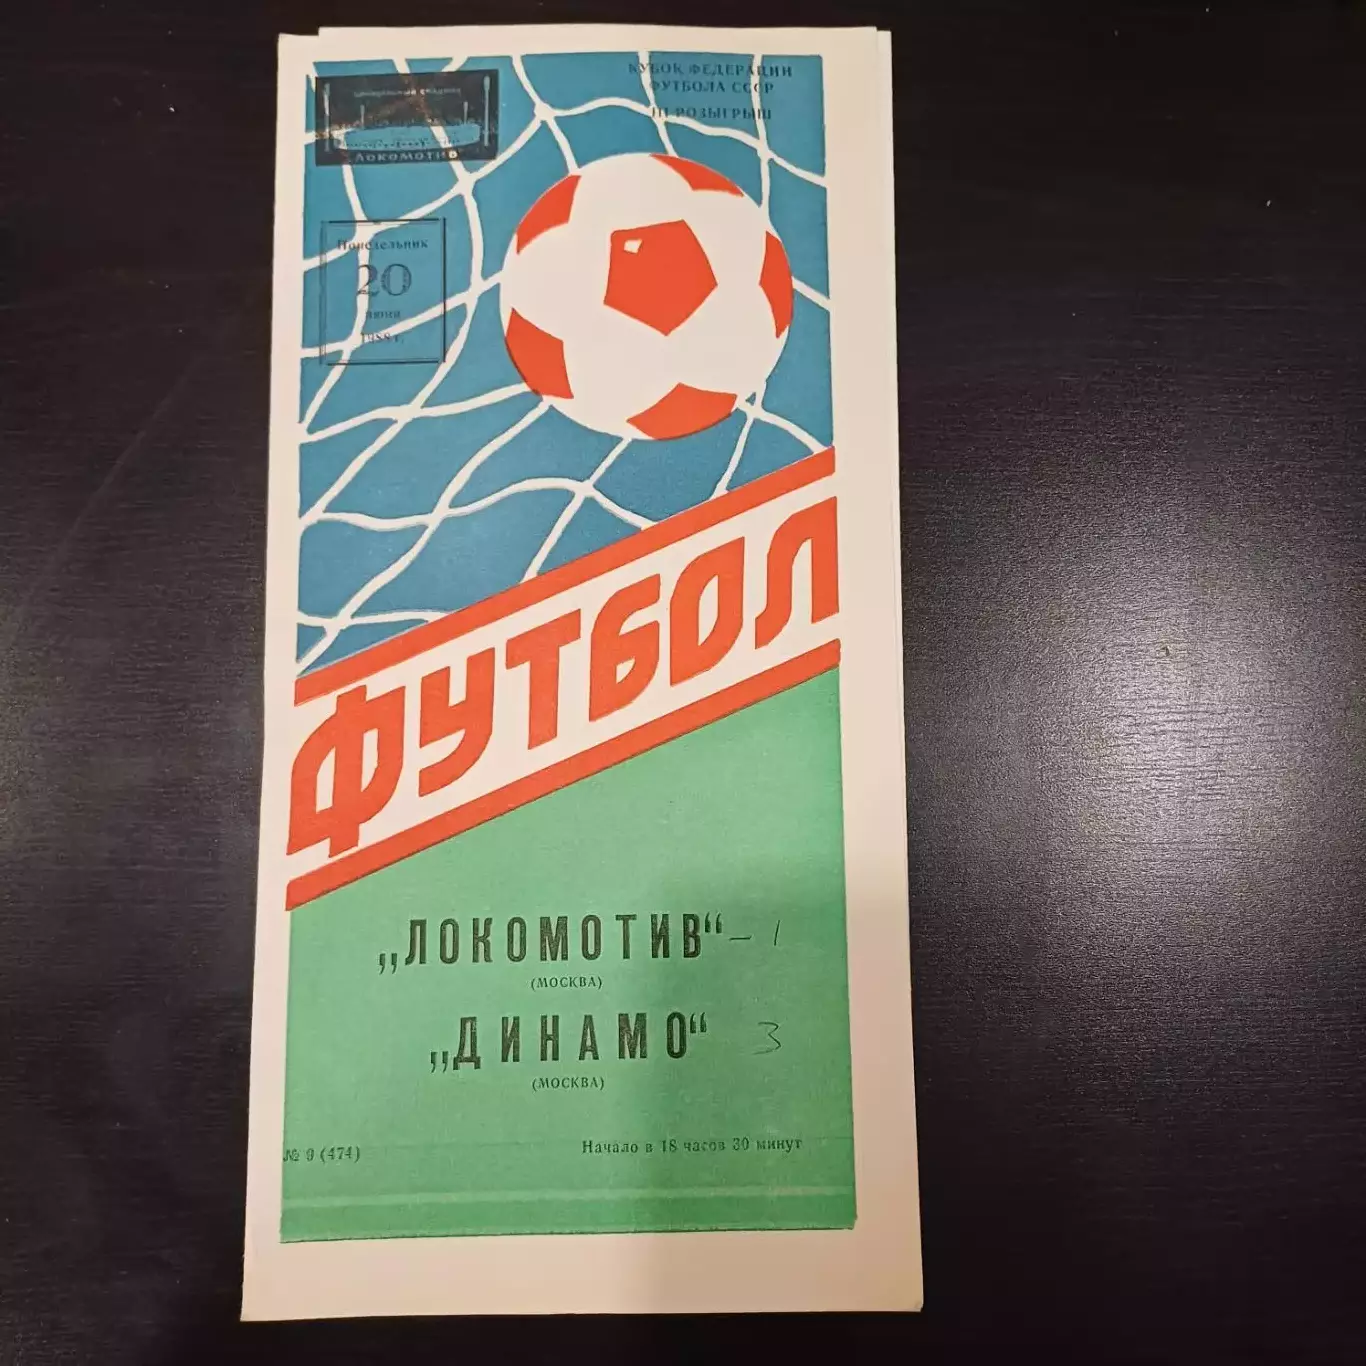 КУБОК ФЕДЕРАЦИИ
ФУТБОЛА СССР
III РОЗЫГРЫШ
ЛОКОМОТИВ
Понедельник
20
июня
1988 г.
ФУТБОЛ
„ЛОКОМОТИВ“ – 1
(МОСКВА)
„ДИНАМО“ 3
(МОСКВА)
№ 9 (474)
Начало в 18 часов 30 минут